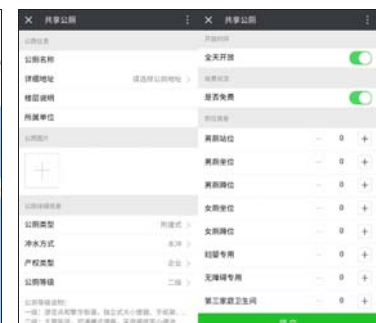 × 共享公厕
公厕信息
公厕名称
详细地址 请选择公厕地址 >
楼层说明
所属单位
公厕图片
公厕详细信息
公厕类型 附建式 >
冲水方式 水冲 >
产权类型 企业 >
公厕等级 二级 >
公厕等级说明:
× 共享公厕
开放时间
全天开放
收费状况
是否免费
厕位信息
男厕站位 - 0 +
男厕坐位 - 0 +
男厕蹲位 - 0 +
女厕坐位 - 0 +
女厕蹲位 - 0 +
妇婴专用 - 0 +
无障碍专用 - 0 +
第三家庭卫生间 - 0 +
提交